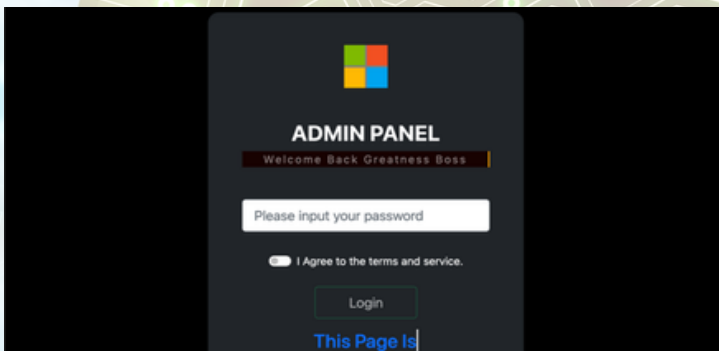 ADMIN PANEL
Welcome Back Greatness Boss
Please input your password
I Agree to the terms and service.
Login
This Page Is